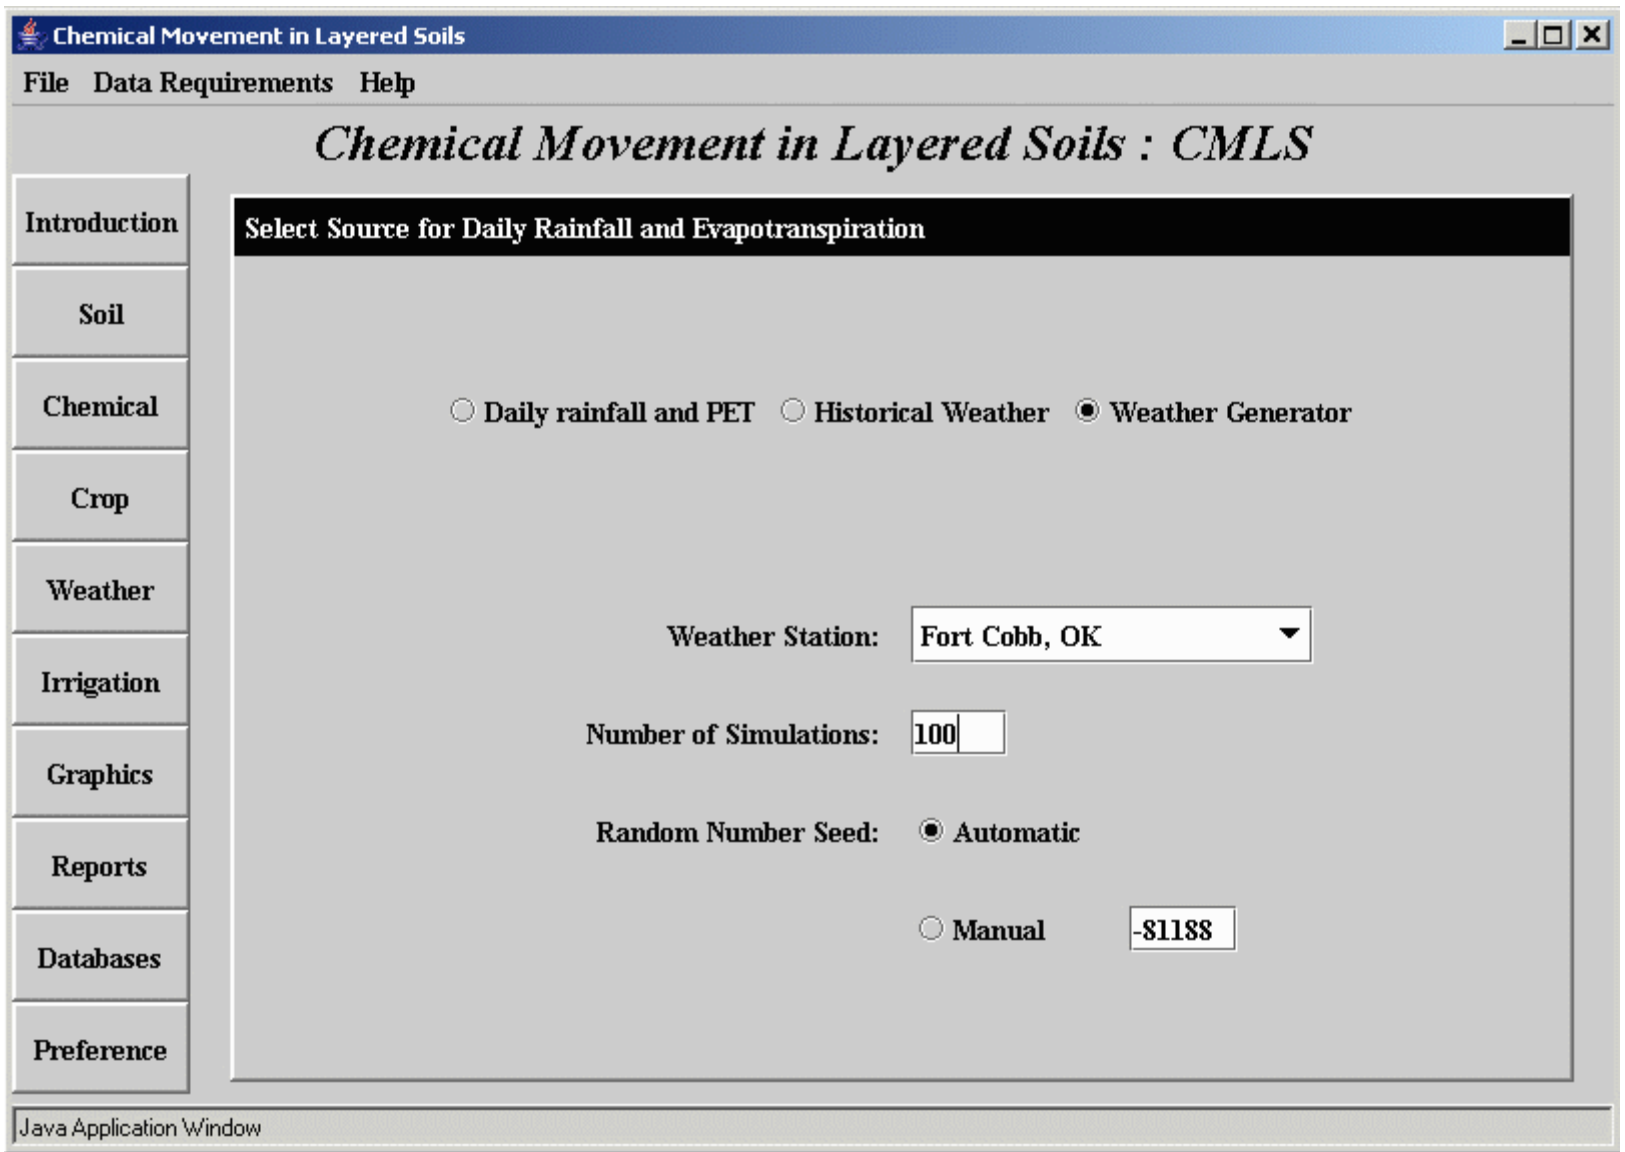 Chemical Movement in Layered Soils
File Data Requirements Help
Chemical Movement in Layered Soils : CMLS
Introduction
Soil
Chemical
Crop
Weather
Irrigation
Graphics
Reports
Databases
Preference
Select Source for Daily Rainfall and Evapotranspiration
Daily rainfall and PET Historical Weather Weather Generator
Weather Station: Fort Cobb, OK
Number of Simulations: 100
Random Number Seed: Automatic
Manual -81188
Java Application Window